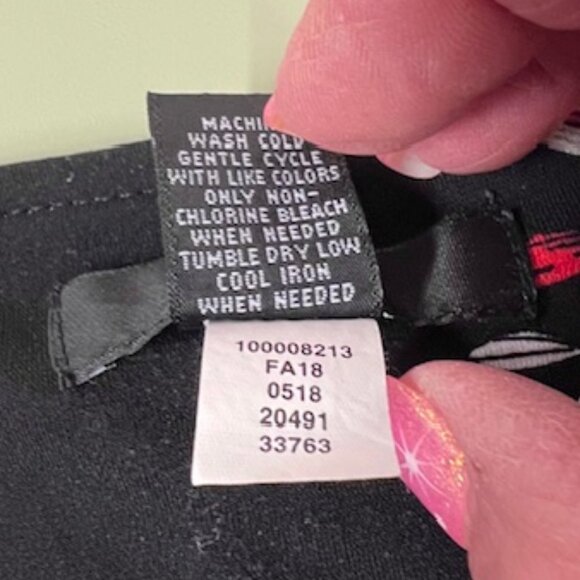 MACHIN
WASH COLD
GENTLE CYCLE
WITH LIKE COLORS
ONLY NON-
CHLORINE BLEACH
WHEN NEEDED
TUMBLE DRY LOW
COOL IRON
WHEN NEEDED
100008213
FA18
0518
20491
33763